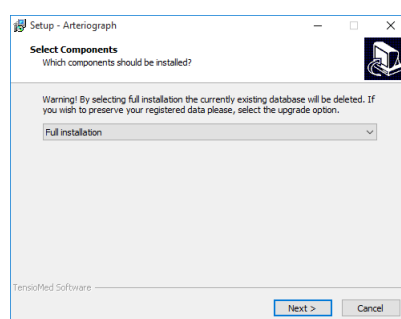 Setup - Arteriograph
Select Components
Which components should be installed?
Warning! By selecting full installation the currently existing database will be deleted. If
you wish to preserve your registered data please, select the upgrade option.
Full installation
TensioMed Software
Next >
Cancel